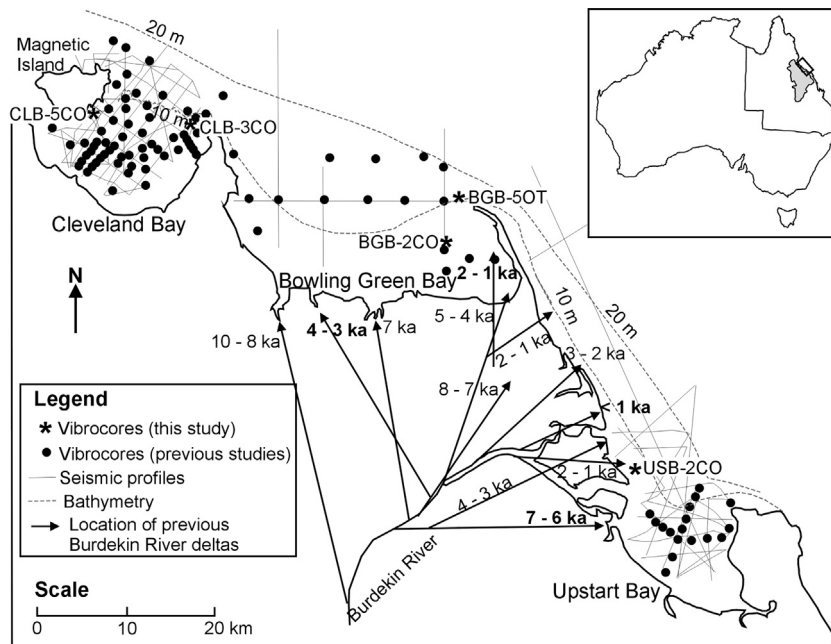 20 m
Magnetic
Island
CLB-5CO
10 m
CLB-3CO
Cleveland Bay
BGB-5OT
BGB-2CO
N
Bowling Green Bay
2 - 1 ka
10 - 8 ka
4 - 3 ka
7 ka
5 - 4 ka
10 m
20 m
2 - 1 ka
3 - 2 ka
8 - 7 ka
< 1 ka
2 - 1 ka
USB-2CO
4 - 3 ka
7 - 6 ka
Burdekin River
Upstart Bay
Legend
* Vibrocores (this study)
Vibrocores (previous studies)
Seismic profiles
Bathymetry
Location of previous
Burdekin River deltas
Scale
0 10 20 km